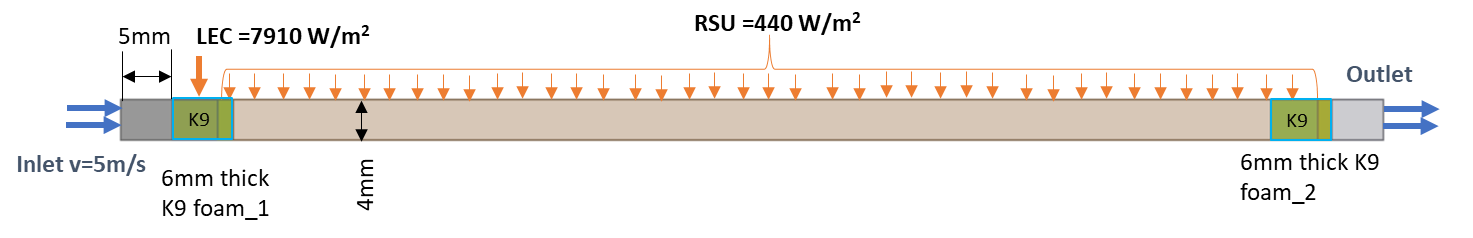 RSU =440 W/m²
5mm
LEC =7910 W/m²
Outlet
K9
K9
Inlet v=5m/s
4mm
6mm thick
K9 foam_1
6mm thick K9
foam_2